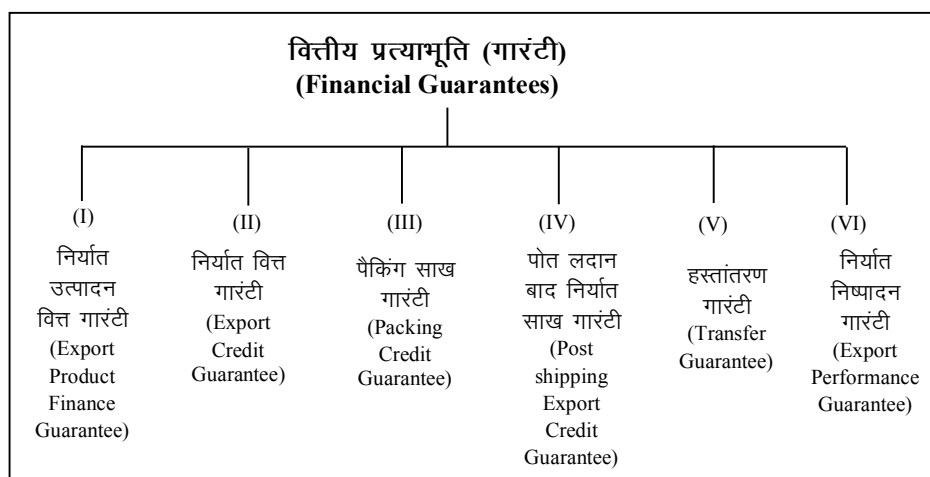 वित्तीय प्रत्याभूति (गारंटी)
(Financial Guarantees)
(I)
निर्यात
उत्पादन
वित्त गारंटी
(Export
Product
Finance
Guarantee)
(II)
निर्यात वित्त
गारंटी
(Export
Credit
Guarantee)
(III)
पैकिंग साख
गारंटी
(Packing
Credit
Guarantee)
(IV)
पोत लदान
बाद निर्यात
साख गारंटी
(Post
shipping
Export
Credit
Guarantee)
(V)
हस्तांतरण
गारंटी
(Transfer
Guarantee)
(VI)
निर्यात
निष्पादन
गारंटी
(Export
Performance
Guarantee)